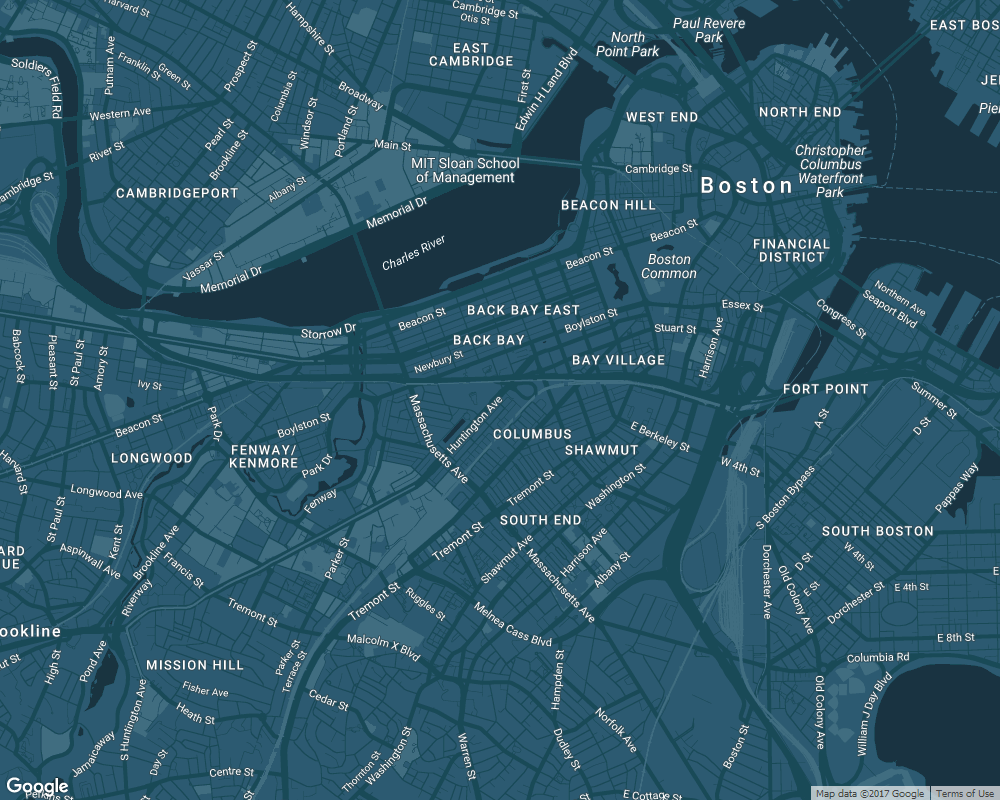 Harvard St
Hampshire St
Cambridge St
Otis St
Paul Revere
Park
North
Point Park
EAST BOS
EAST
CAMBRIDGE
Soldiers Field Rd
Putnam Ave
Franklin St
Green St
Prospect St
Columbia St
Windsor St
Broadway
Portland St
First St
Edwin H Land Blvd
JE
Pie
WEST END
NORTH END
Western Ave
Pearl St
Brookline St
River St
Main St
MIT Sloan School
of Management
Cambridge St
Christopher
Columbus
Waterfront
Park
ambridge St
CAMBRIDGEPORT
Albany St
Boston
BEACON HILL
Memorial Dr
Charles River
Beacon St
Beacon St
FINANCIAL
DISTRICT
Boston
Common
Vassar St
Memorial Dr
Northern Ave
Seaport Blvd
Congress St
Essex St
BACK BAY EAST
Storrow Dr
Beacon St
Boylston St
Stuart St
Harrison Ave
BACK BAY
Newbury St
BAY VILLAGE
Babcock St
Pleasant St
St Paul St
Amory St
Ivy St
FORT POINT
Summer St
Beacon St
Park Dr
Boylston St
Massachusetts Ave
Huntington Ave
COLUMBUS
SHAWMUT
E Berkeley St
A St
D St
LONGWOOD
FENWAY/
KENMORE
Park Dr
W 4th St
Harvard St
Longwood Ave
Fenway
Tremont St
Washington St
S Boston Bypass
Pappas Way
St Paul St
Kent St
SOUTH END
SOUTH BOSTON
ARD
UE
Aspinwall Ave
Brookline Ave
Francis St
Parker St
Tremont St
Shawmut Ave
Massachusetts Ave
Harrison Ave
Albany St
W 4th St
Dorchester Ave
D St
Old Colony Ave
E St
E 4th St
E
Riverway
Tremont St
Tremont St
Ruggles St
Melnea Cass Blvd
Dorchester St
ookline
Malcolm X Blvd
E 8th St
Columbia Rd
ut St
High St
Pond Ave
MISSION HILL
Parker St
Terrace St
Hampden St
Fisher Ave
Heath St
S Huntington Ave
Cedar St
Norfolk Ave
Old Colony Ave
William J Day Blvd
Jamaicaway
Day St
Centre St
Thornton St
Washington St
Warren St
Dudley St
Boston St
Google
Perkins St
E Cottage St
Map data ©2017 Google
Terms of Use